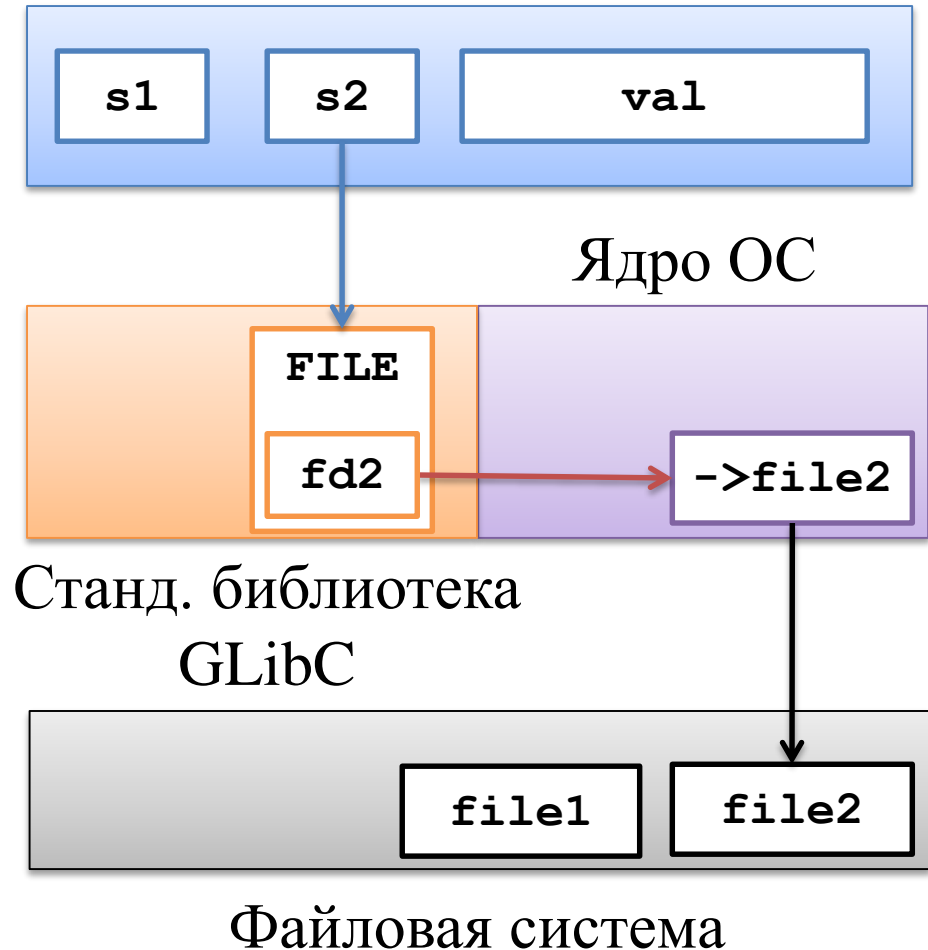 s1 s2 val
Ядро ОС
FILE
fd2 ->file2
Станд. библиотека
GLibC
file1 file2
Файловая система